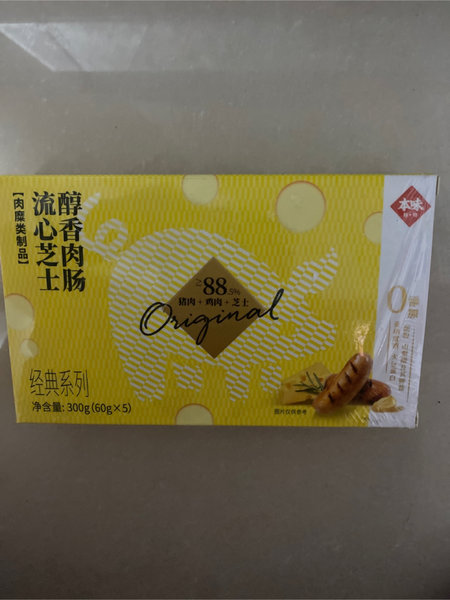 醇香肉肠
流心芝士
【肉糜类制品】
本味
≥88.5%
猪肉+鸡肉+芝士
Original
0
经典系列
净含量: 300g(60g×5)
图片仅供参考